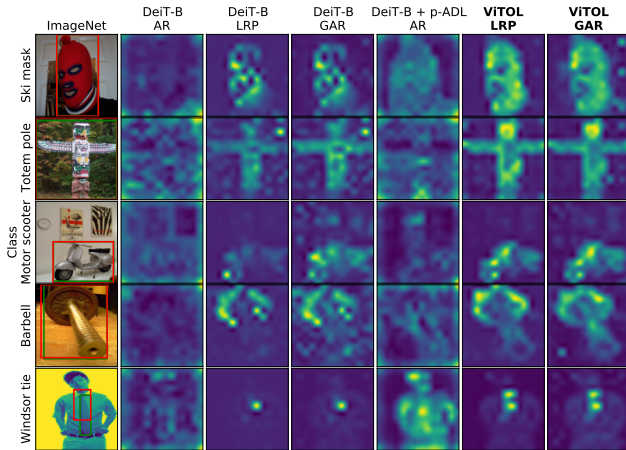 ImageNet
DeiT-B
AR
DeiT-B
LRP
DeiT-B
GAR
DeiT-B + p-ADL
AR
ViTOL
LRP
ViTOL
GAR
Class
Ski mask
Totem pole
Motor scooter
Barbell
Windsor tie